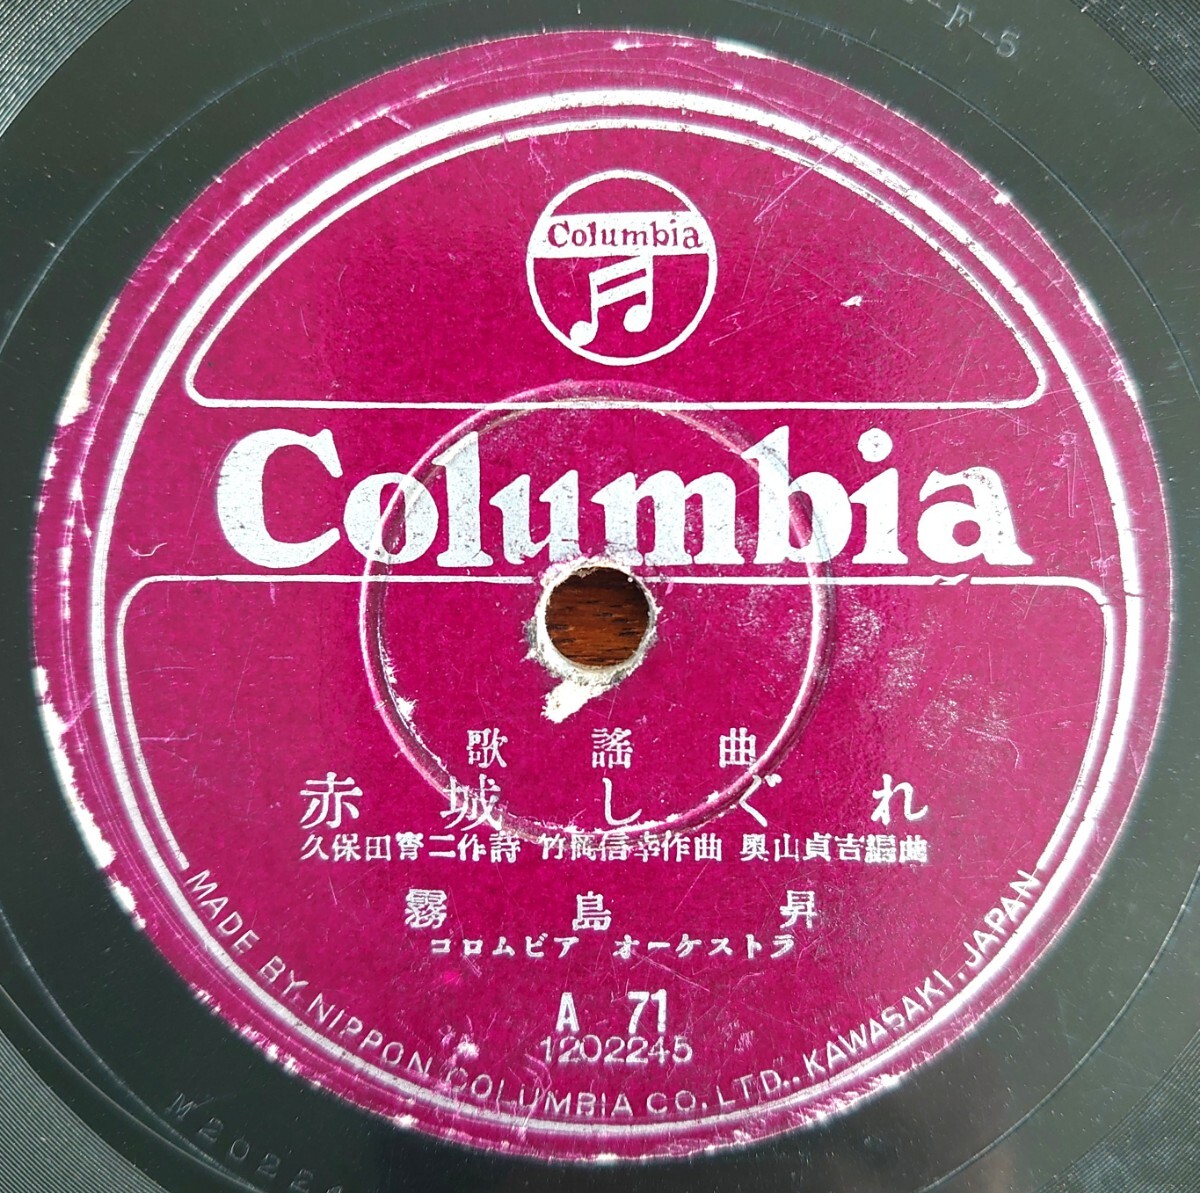 F-5
Columbia
Columbia
歌謠曲
赤城しぐれ
久保田宵二作詩 竹岡信幸作曲 奥山貞吉編曲
霧島昇
コロムビア オーケストラ
A 71
1202245
MADE BY NIPPON COLUMBIA CO., LTD., KAWASAKI, JAPAN